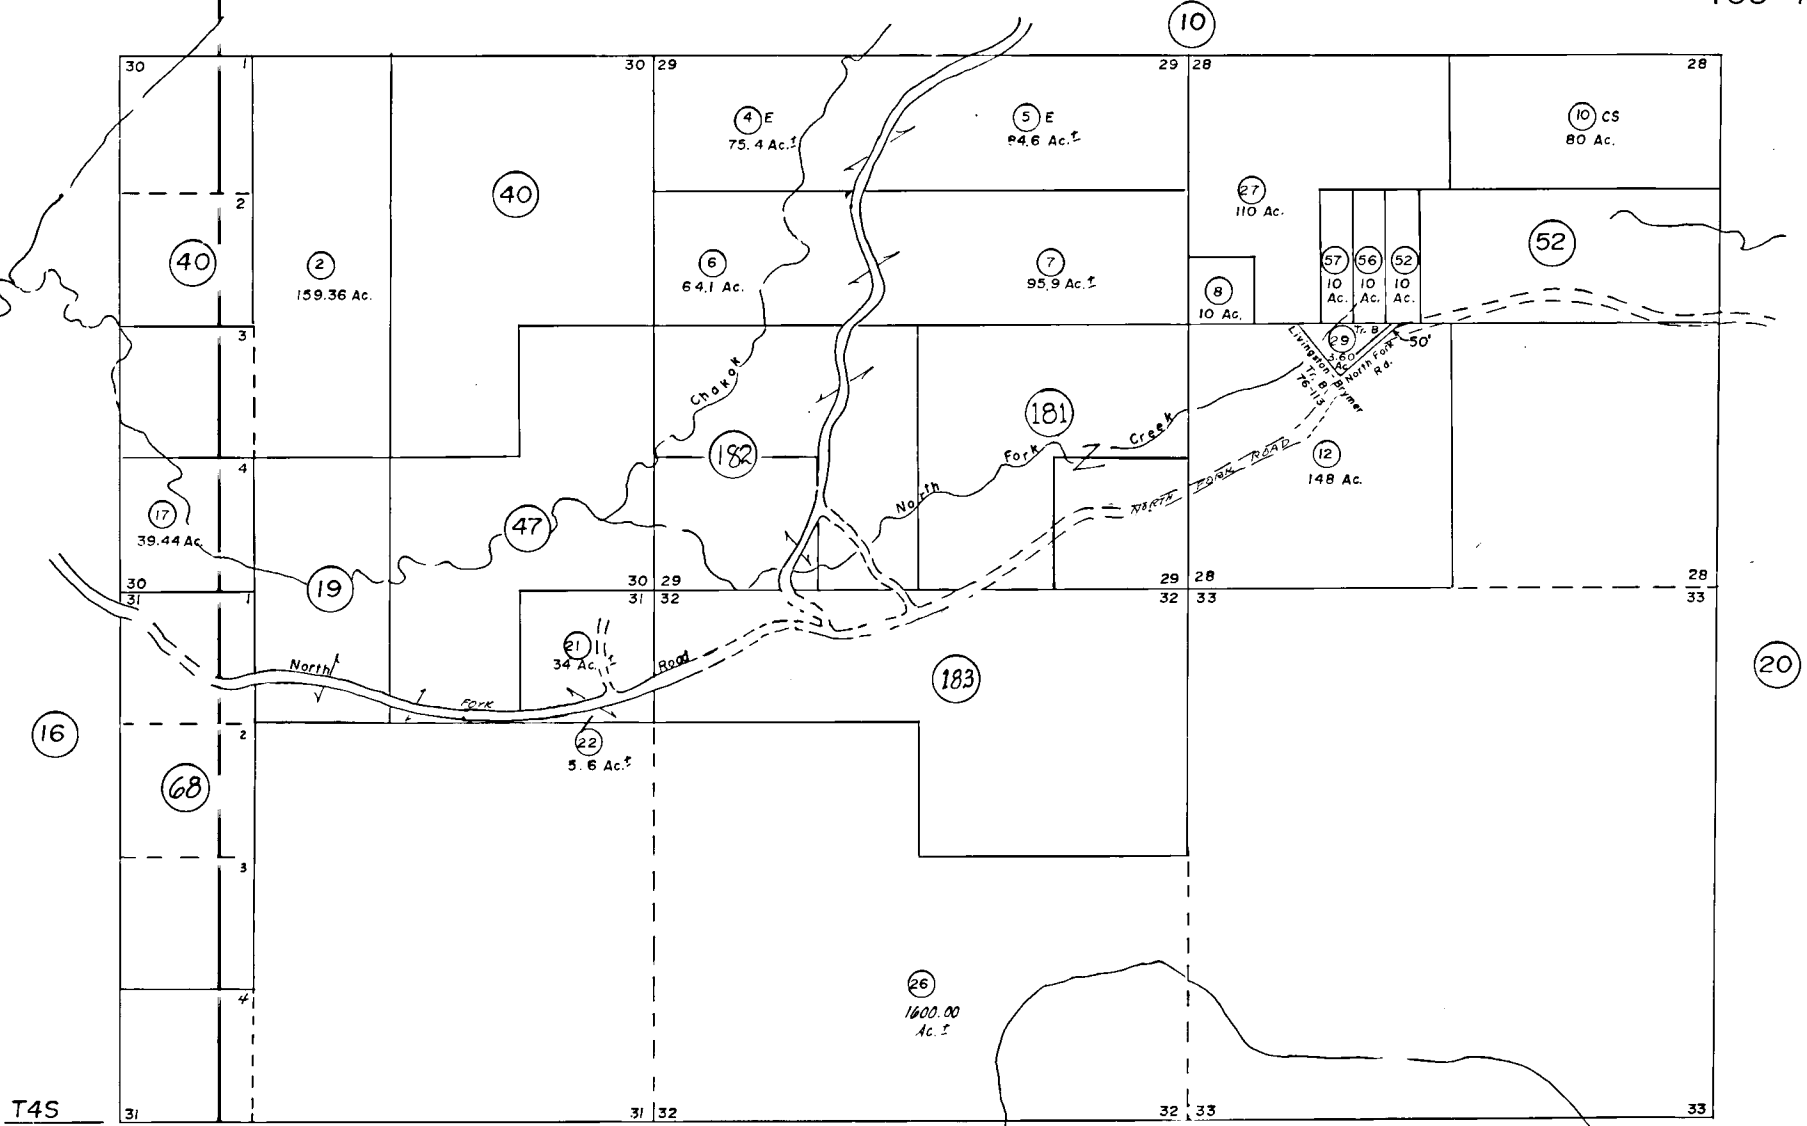 10
30
1
30 29
29 28
28
4 E
75.4 Ac.±
5 E
84.6 Ac.±
10 CS
80 Ac.
40
27
110 Ac.
2
40
2
159.36 Ac.
6
64.1 Ac.
7
95.9 Ac.±
8
10 Ac.
57
10
Ac.
56
10
Ac.
52
10
Ac.
52
3
Tr. B
29
3.60
Ac
50'
North Fork
Rd.
Livingston-Brymer
Tr. B
76-113
Chakok
181
North Fork Creek
182
4
12
148 Ac.
NORTH FORK ROAD
17
39.44 Ac.
47
19
30
31
1
30 29
31 32
29 28
32 33
28
33
21
34 Ac. ±
North Fork Road
183
20
16
2
22
5.6 Ac.±
68
3
26
1600.00
Ac. ±
4
T4S
31
31 32
32 33
33